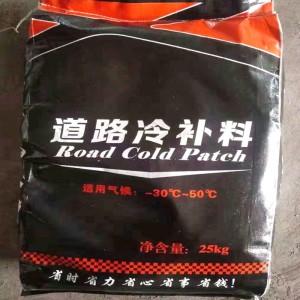 道路冷补料
Road Cold Patch
适用气候：-30℃~50℃
净含量：25kg
省时 省力 省心 省事 省钱！